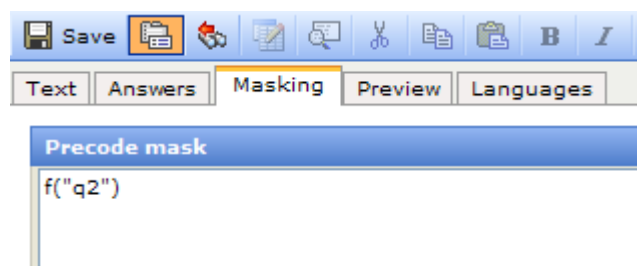 Save B I
Text Answers Masking Preview Languages
Precode mask
f("q2")